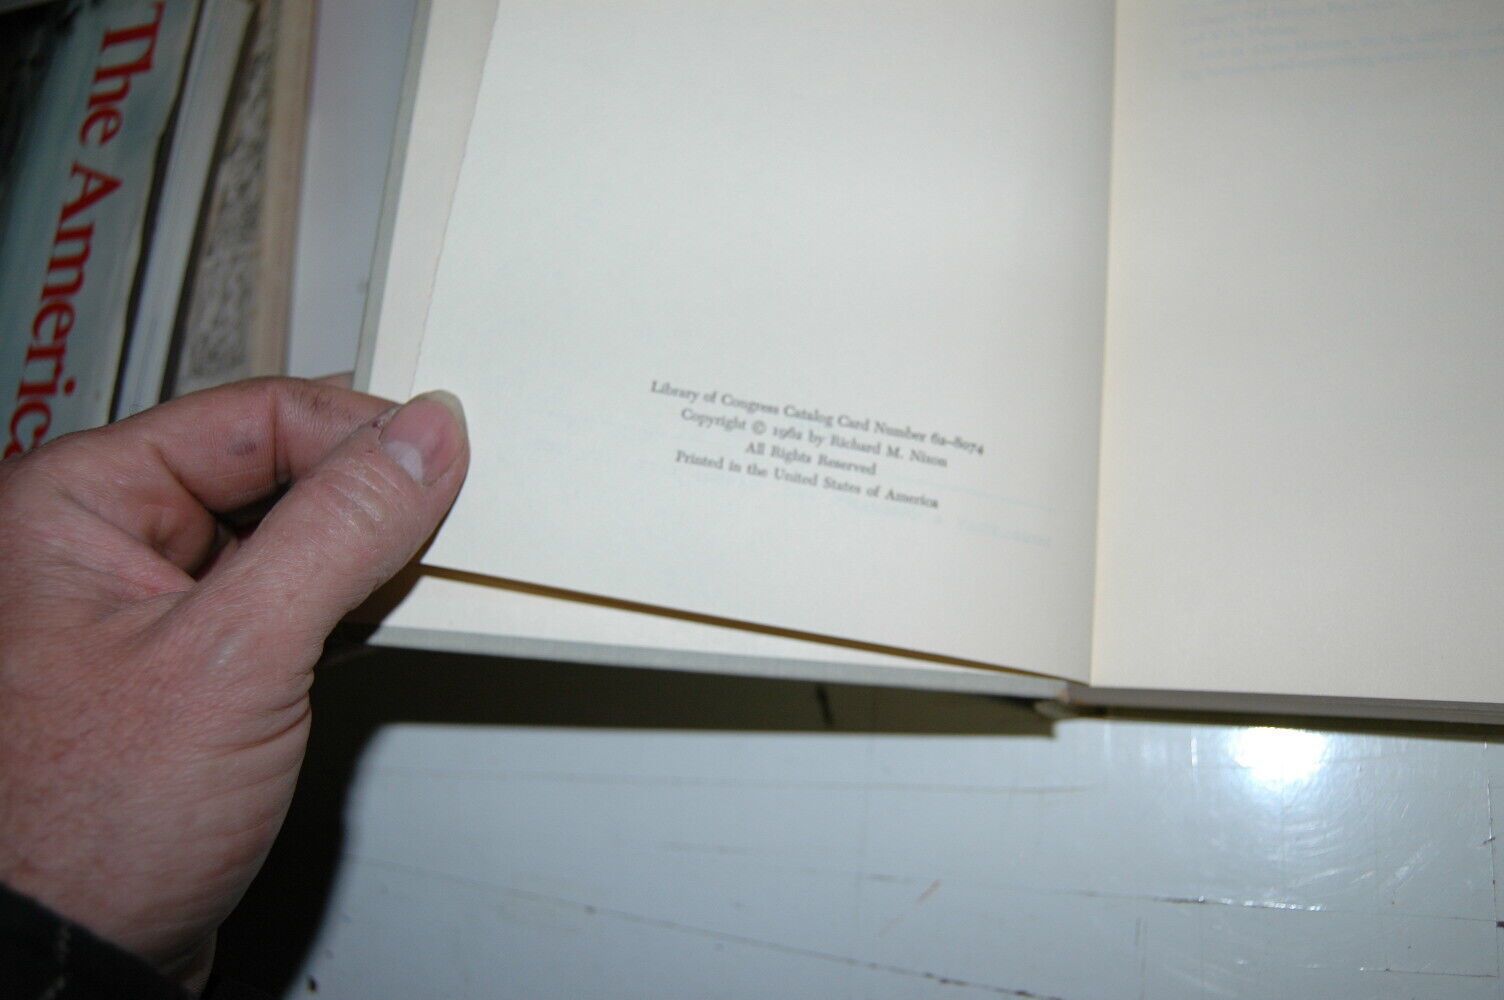 The America
Library of Congress Catalog Card Number 62-8074
Copyright © 1962 by Richard M. Nixon
All Rights Reserved
Printed in the United States of America